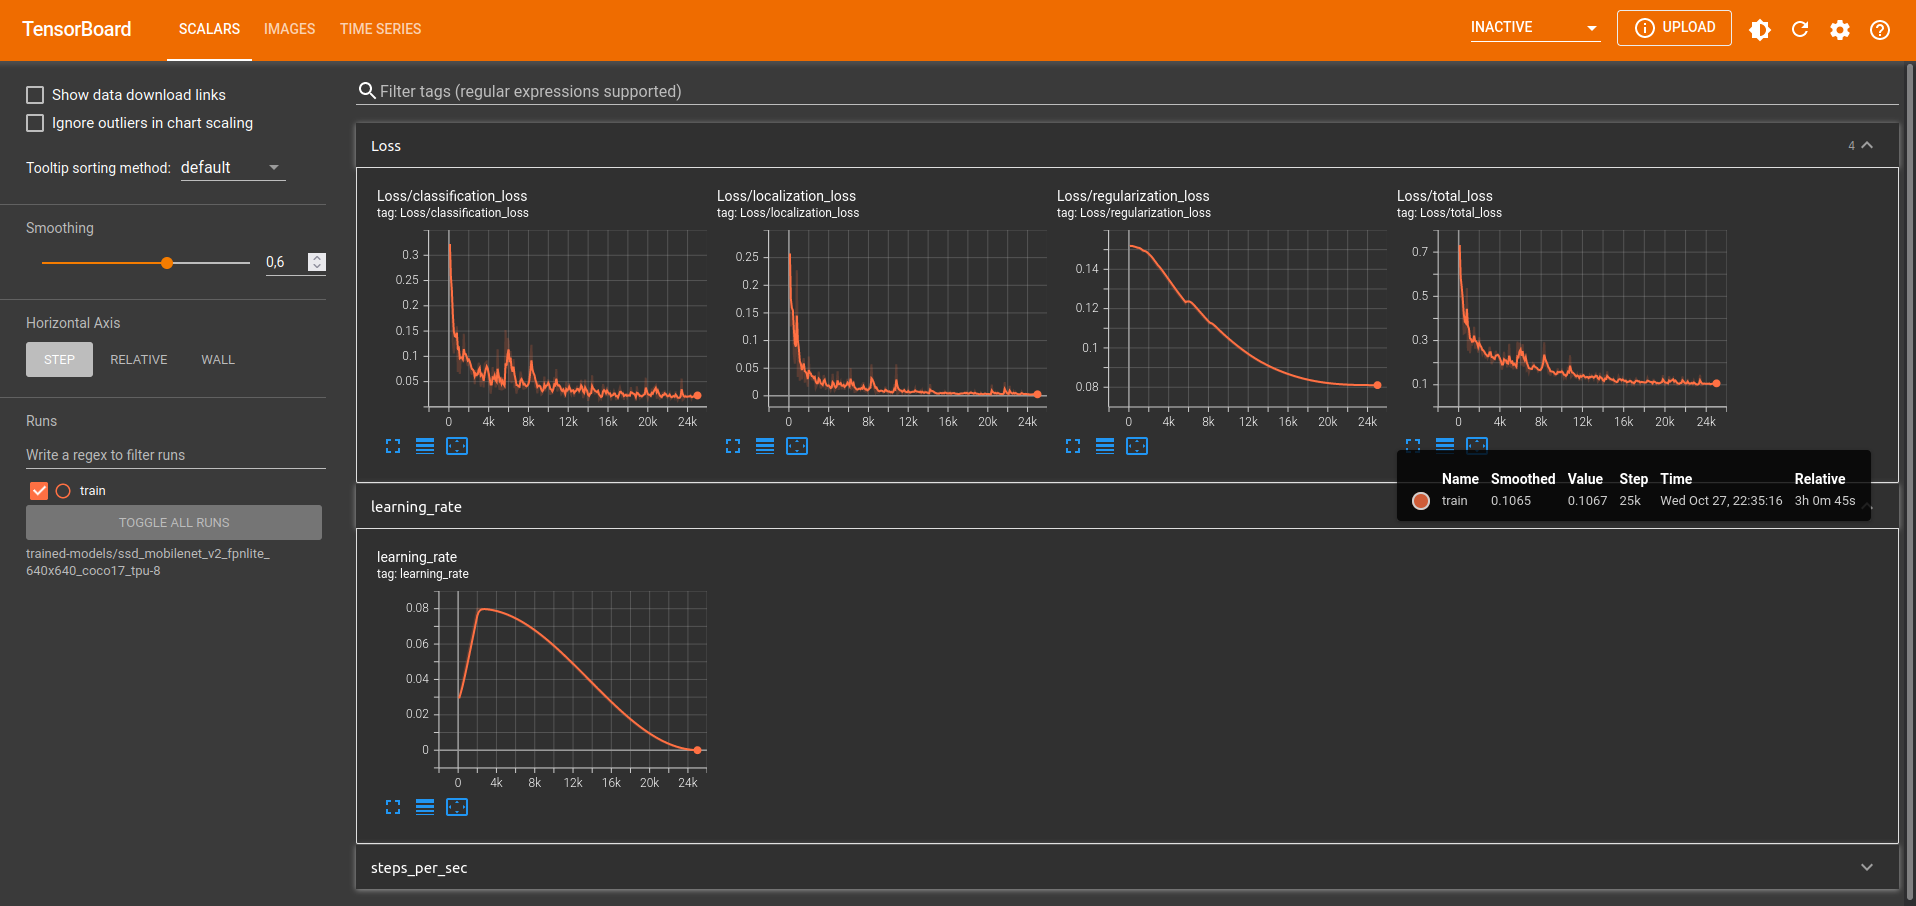 TensorBoard SCALARS IMAGES TIME SERIES INACTIVE UPLOAD
Show data download links
Ignore outliers in chart scaling
Tooltip sorting method: default
Smoothing
0,6
Horizontal Axis
STEP RELATIVE WALL
Runs
Write a regex to filter runs
train
TOGGLE ALL RUNS
trained-models/ssd_mobilenet_v2_fpnlite_
640x640_coco17_tpu-8
Filter tags (regular expressions supported)
Loss 4
Loss/classification_loss
tag: Loss/classification_loss
0.3
0.25
0.2
0.15
0.1
0.05
0 4k 8k 12k 16k 20k 24k
Loss/localization_loss
tag: Loss/localization_loss
0.25
0.2
0.15
0.1
0.05
0
0 4k 8k 12k 16k 20k 24k
Loss/regularization_loss
tag: Loss/regularization_loss
0.14
0.12
0.1
0.08
0 4k 8k 12k 16k 20k 24k
Loss/total_loss
tag: Loss/total_loss
0.7
0.5
0.3
0.1
0 4k 8k 12k 16k 20k 24k
Name Smoothed Value Step Time Relative
train 0.1065 0.1067 25k Wed Oct 27, 22:35:16 3h 0m 45s
learning_rate
learning_rate
tag: learning_rate
0.08
0.06
0.04
0.02
0
0 4k 8k 12k 16k 20k 24k
steps_per_sec